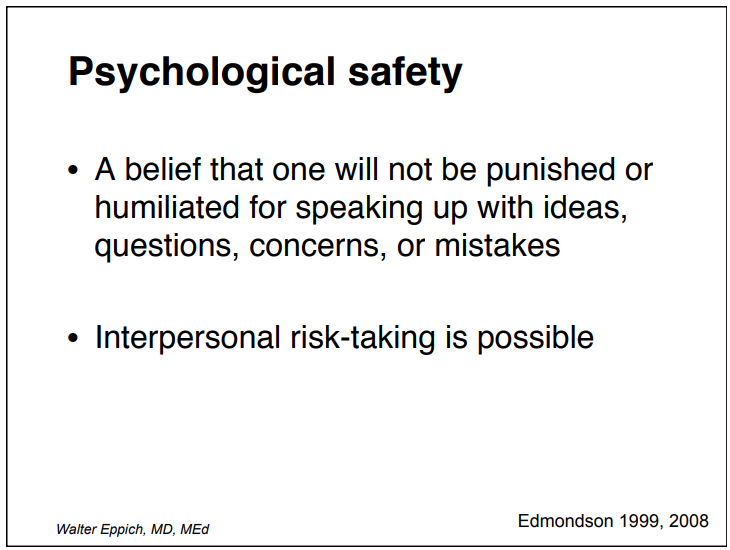 Psychological safety
• A belief that one will not be punished or
humiliated for speaking up with ideas,
questions, concerns, or mistakes
• Interpersonal risk-taking is possible
Walter Eppich, MD, MEd
Edmondson 1999, 2008